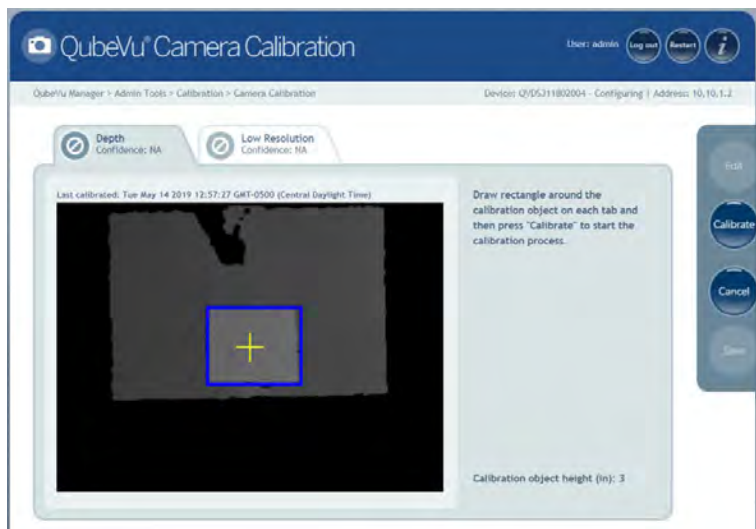 QubeVu® Camera Calibration
User: admin
Log out
Restart
i
QubeVu Manager > Admin Tools > Calibration > Camera Calibration
Device: QVDS311802004 - Configuring | Address: 10.10.1.2
Depth
Confidence: NA
Low Resolution
Confidence: NA
Edit
Last calibrated: Tue May 14 2019 12:57:27 GMT-0500 (Central Daylight Time)
Draw rectangle around the
calibration object on each tab and
then press "Calibrate" to start the
calibration process.
Calibrate
Cancel
Save
Calibration object height (in): 3